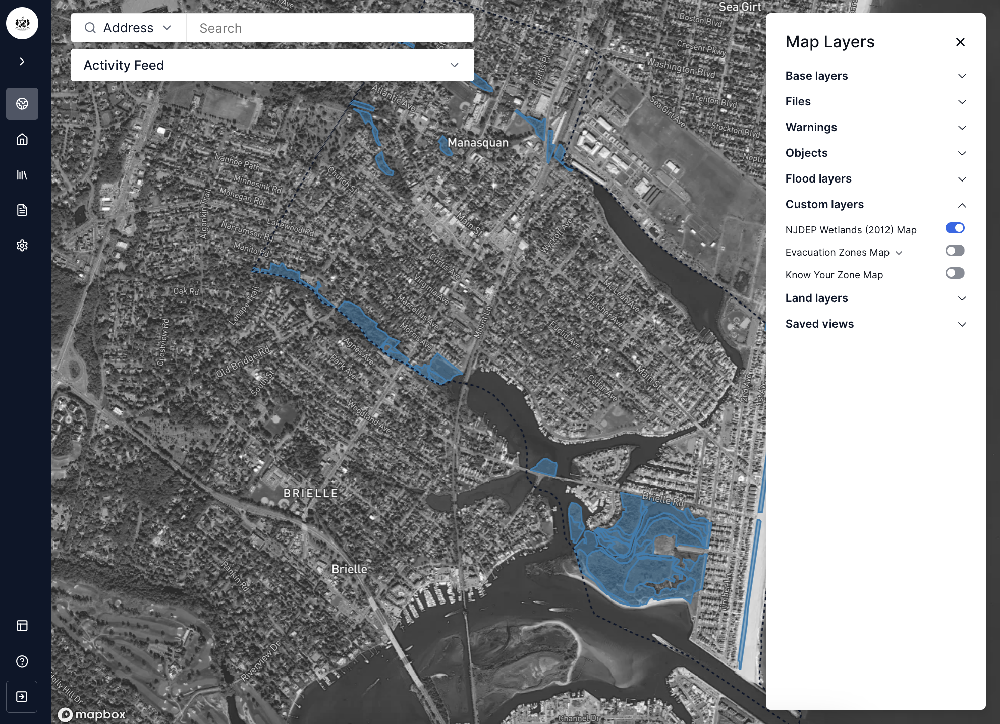 Sea Girt
Boston Blvd
Cresent Pkwy
Washington Blvd
Trenton Blvd
Sea Girt Ave
Stockton Blvd
Neptu
Address
Search
Activity Feed
Curtis Pl
Atlantic Ave
Manasquan
Ivanhoe Path
Minnesink Rd
Mohegan Rd
Algonkin Trail
Church St
Lakewood Rd
Narrumson Rd
Manito Rd
Main St
Wyckoff Ave
Curtis Ave
Virginia Ave
Marcellus Ave
Morris Ave
Mount Ln
McLean Ave
Fletcher Ave
Euclid Ave
Oak Rd
Lenape Trail
Crestview Rd
Old Bridge Rd
South St
Agnes Ave
Park Ave
Woodland Ave
Cedar Ave
Main St
2nd Ave
1st Ave
BRIELLE
Brielle Rd
Brielle
Rankin Rd
Timber Ln
Riverview Dr
Holly Hill Dr
Channel Dr
mapbox
Map Layers
Base layers
Files
Warnings
Objects
Flood layers
Custom layers
NJDEP Wetlands (2012) Map
Evacuation Zones Map
Know Your Zone Map
Land layers
Saved views